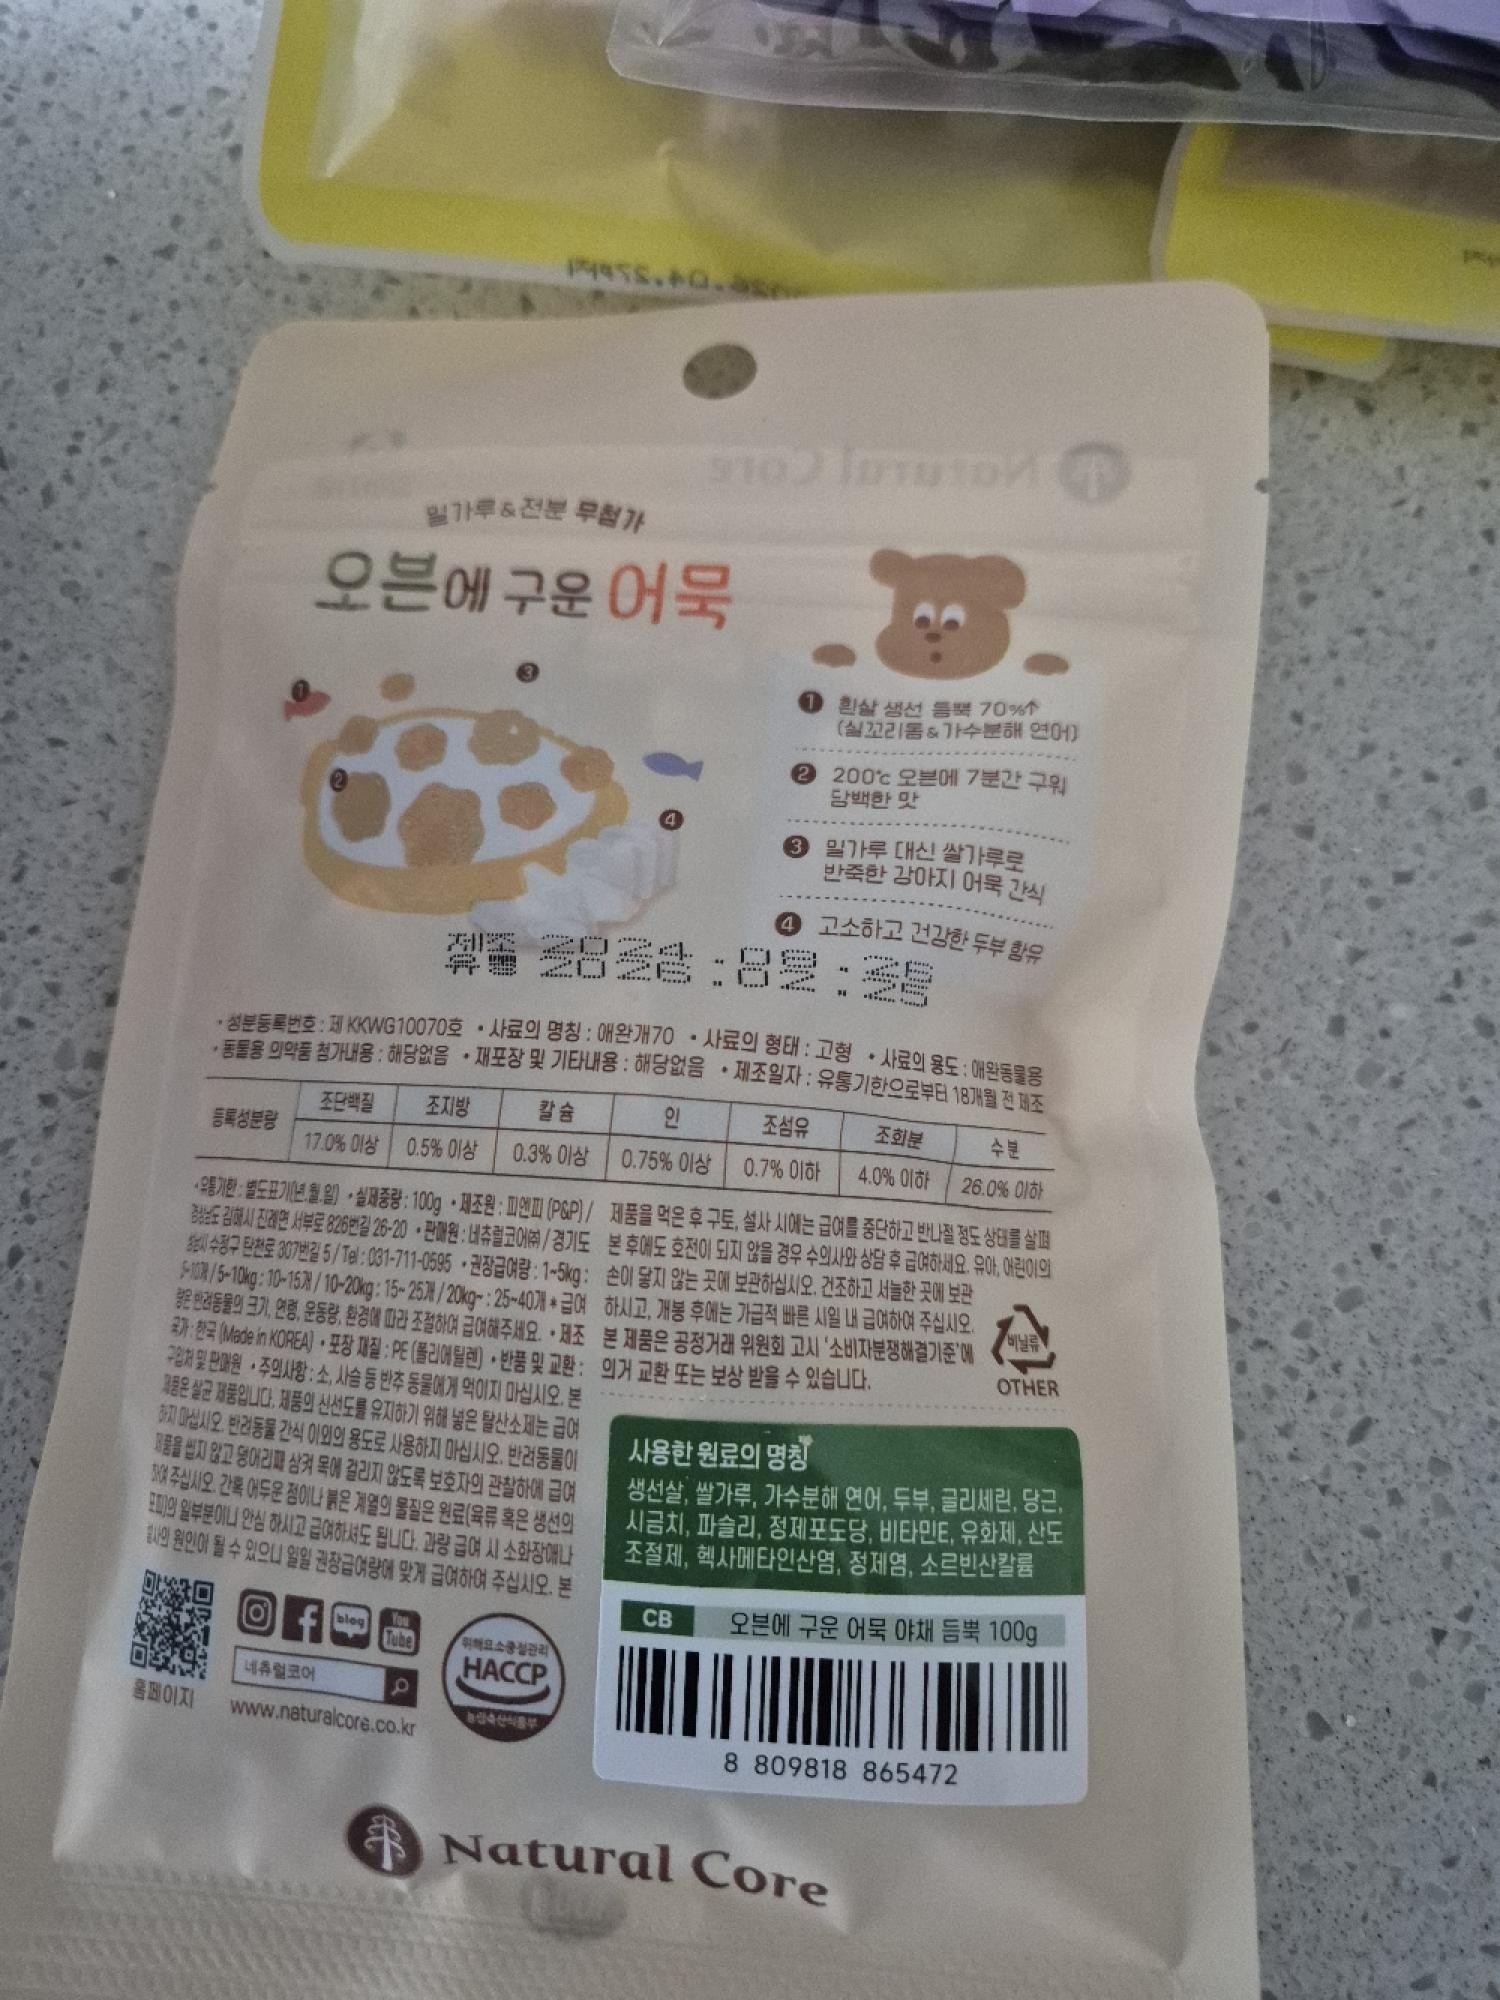 Natural Core
밀가루&전분 무첨가
오븐에 구운 어묵
1 흰살 생선 듬뿍 70%↑
(실꼬리돔&가수분해 연어)
2 200℃ 오븐에 7분간 구워
담백한 맛
3 밀가루 대신 쌀가루로
반죽한 강아지 어묵 간식
4 고소하고 건강한 두부 함유
1
2
3
4
제조 2024
유통 2026.02.25
• 성분등록번호 : 제 KKWG10070호 • 사료의 명칭 : 애완개70 • 사료의 형태 : 고형 • 사료의 용도 : 애완동물용
• 동물용 의약품 첨가내용 : 해당없음 • 재포장 및 기타내용 : 해당없음 • 제조일자 : 유통기한으로부터 18개월 전 제조
등록성분량 조단백질 조지방 칼슘 인 조섬유 조회분 수분
17.0% 이상 0.5% 이상 0.3% 이상 0.75% 이상 0.7% 이하 4.0% 이하 26.0% 이하
• 유통기한 : 별도표기(년,월,일) • 실제중량 : 100g • 제조원 : 피엔피 (P&P) /
경상남도 김해시 진례면 서부로 826번길 26-20 • 판매원 : 네츄럴코어㈜ / 경기도
성남시 수정구 탄천로 307번길 5 / Tel : 031-711-0595 • 권장급여량 : 1~5kg :
5~10개 / 5~10kg : 10~15개 / 10~20kg : 15~25개 / 20kg~ : 25~40개 * 급여
량은 반려동물의 크기, 연령, 운동량, 환경에 따라 조절하여 급여해주세요. • 제조
국가 : 한국 (Made in KOREA) • 포장 재질 : PE (폴리에틸렌) • 반품 및 교환 :
구입처 및 판매원 • 주의사항 : 소, 사슴 등 반추 동물에게 먹이지 마십시오. 본
제품은 살균 제품입니다. 제품의 신선도를 유지하기 위해 넣은 탈산소제는 급여
하지 마십시오. 반려동물 간식 이외의 용도로 사용하지 마십시오. 반려동물이
제품을 씹지 않고 덩어리째 삼켜 목에 걸리지 않도록 보호자의 관찰하에 급여
하여 주십시오. 간혹 어두운 점이나 붉은 계열의 물질은 원료(육류 혹은 생선의
표피)의 일부분이니 안심 하시고 급여하셔도 됩니다. 과량 급여 시 소화장애나
설사의 원인이 될 수 있으니 일일 권장급여량에 맞게 급여하여 주십시오. 본
제품을 먹은 후 구토, 설사 시에는 급여를 중단하고 반나절 정도 상태를 살펴
본 후에도 호전이 되지 않을 경우 수의사와 상담 후 급여하세요. 유아, 어린이의
손이 닿지 않는 곳에 보관하십시오. 건조하고 서늘한 곳에 보관
하시고, 개봉 후에는 가급적 빠른 시일 내 급여하여 주십시오.
본 제품은 공정거래 위원회 고시 '소비자분쟁해결기준'에
의거 교환 또는 보상 받을 수 있습니다.
비닐류
OTHER
사용한 원료의 명칭
생선살, 쌀가루, 가수분해 연어, 두부, 글리세린, 당근,
시금치, 파슬리, 정제포도당, 비타민E, 유화제, 산도
조절제, 헥사메타인산염, 정제염, 소르빈산칼륨
CB 오븐에 구운 어묵 야채 듬뿍 100g
8 809818 865472
홈페이지
blog
You
Tube
네츄럴코어
www.naturalcore.co.kr
위해요소중점관리
HACCP
농림축산식품부
Natural Core